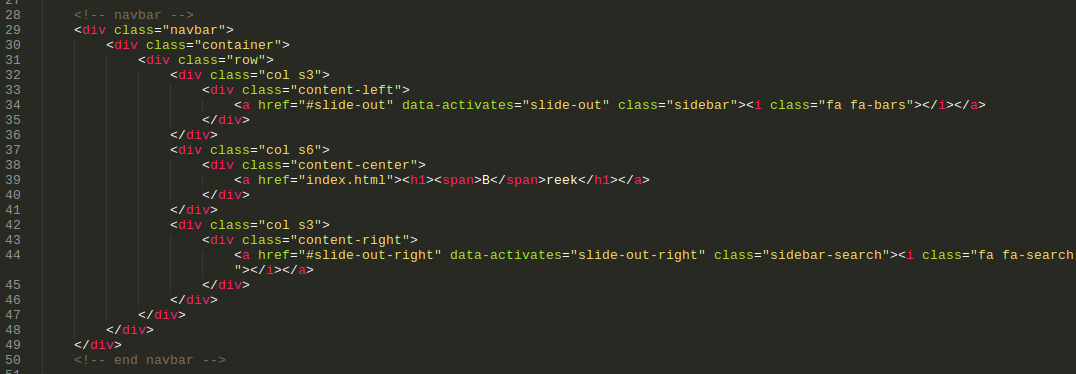 27
28 <!-- navbar -->
29 <div class="navbar">
30 <div class="container">
31 <div class="row">
32 <div class="col s3">
33 <div class="content-left">
34 <a href="#slide-out" data-activates="slide-out" class="sidebar"><i class="fa fa-bars"></i></a>
35 </div>
36 </div>
37 <div class="col s6">
38 <div class="content-center">
39 <a href="index.html"><h1><span>B</span>reek</h1></a>
40 </div>
41 </div>
42 <div class="col s3">
43 <div class="content-right">
44 <a href="#slide-out-right" data-activates="slide-out-right" class="sidebar-search"><i class="fa fa-search
"></i></a>
45 </div>
46 </div>
47 </div>
48 </div>
49 </div>
50 <!-- end navbar -->
51